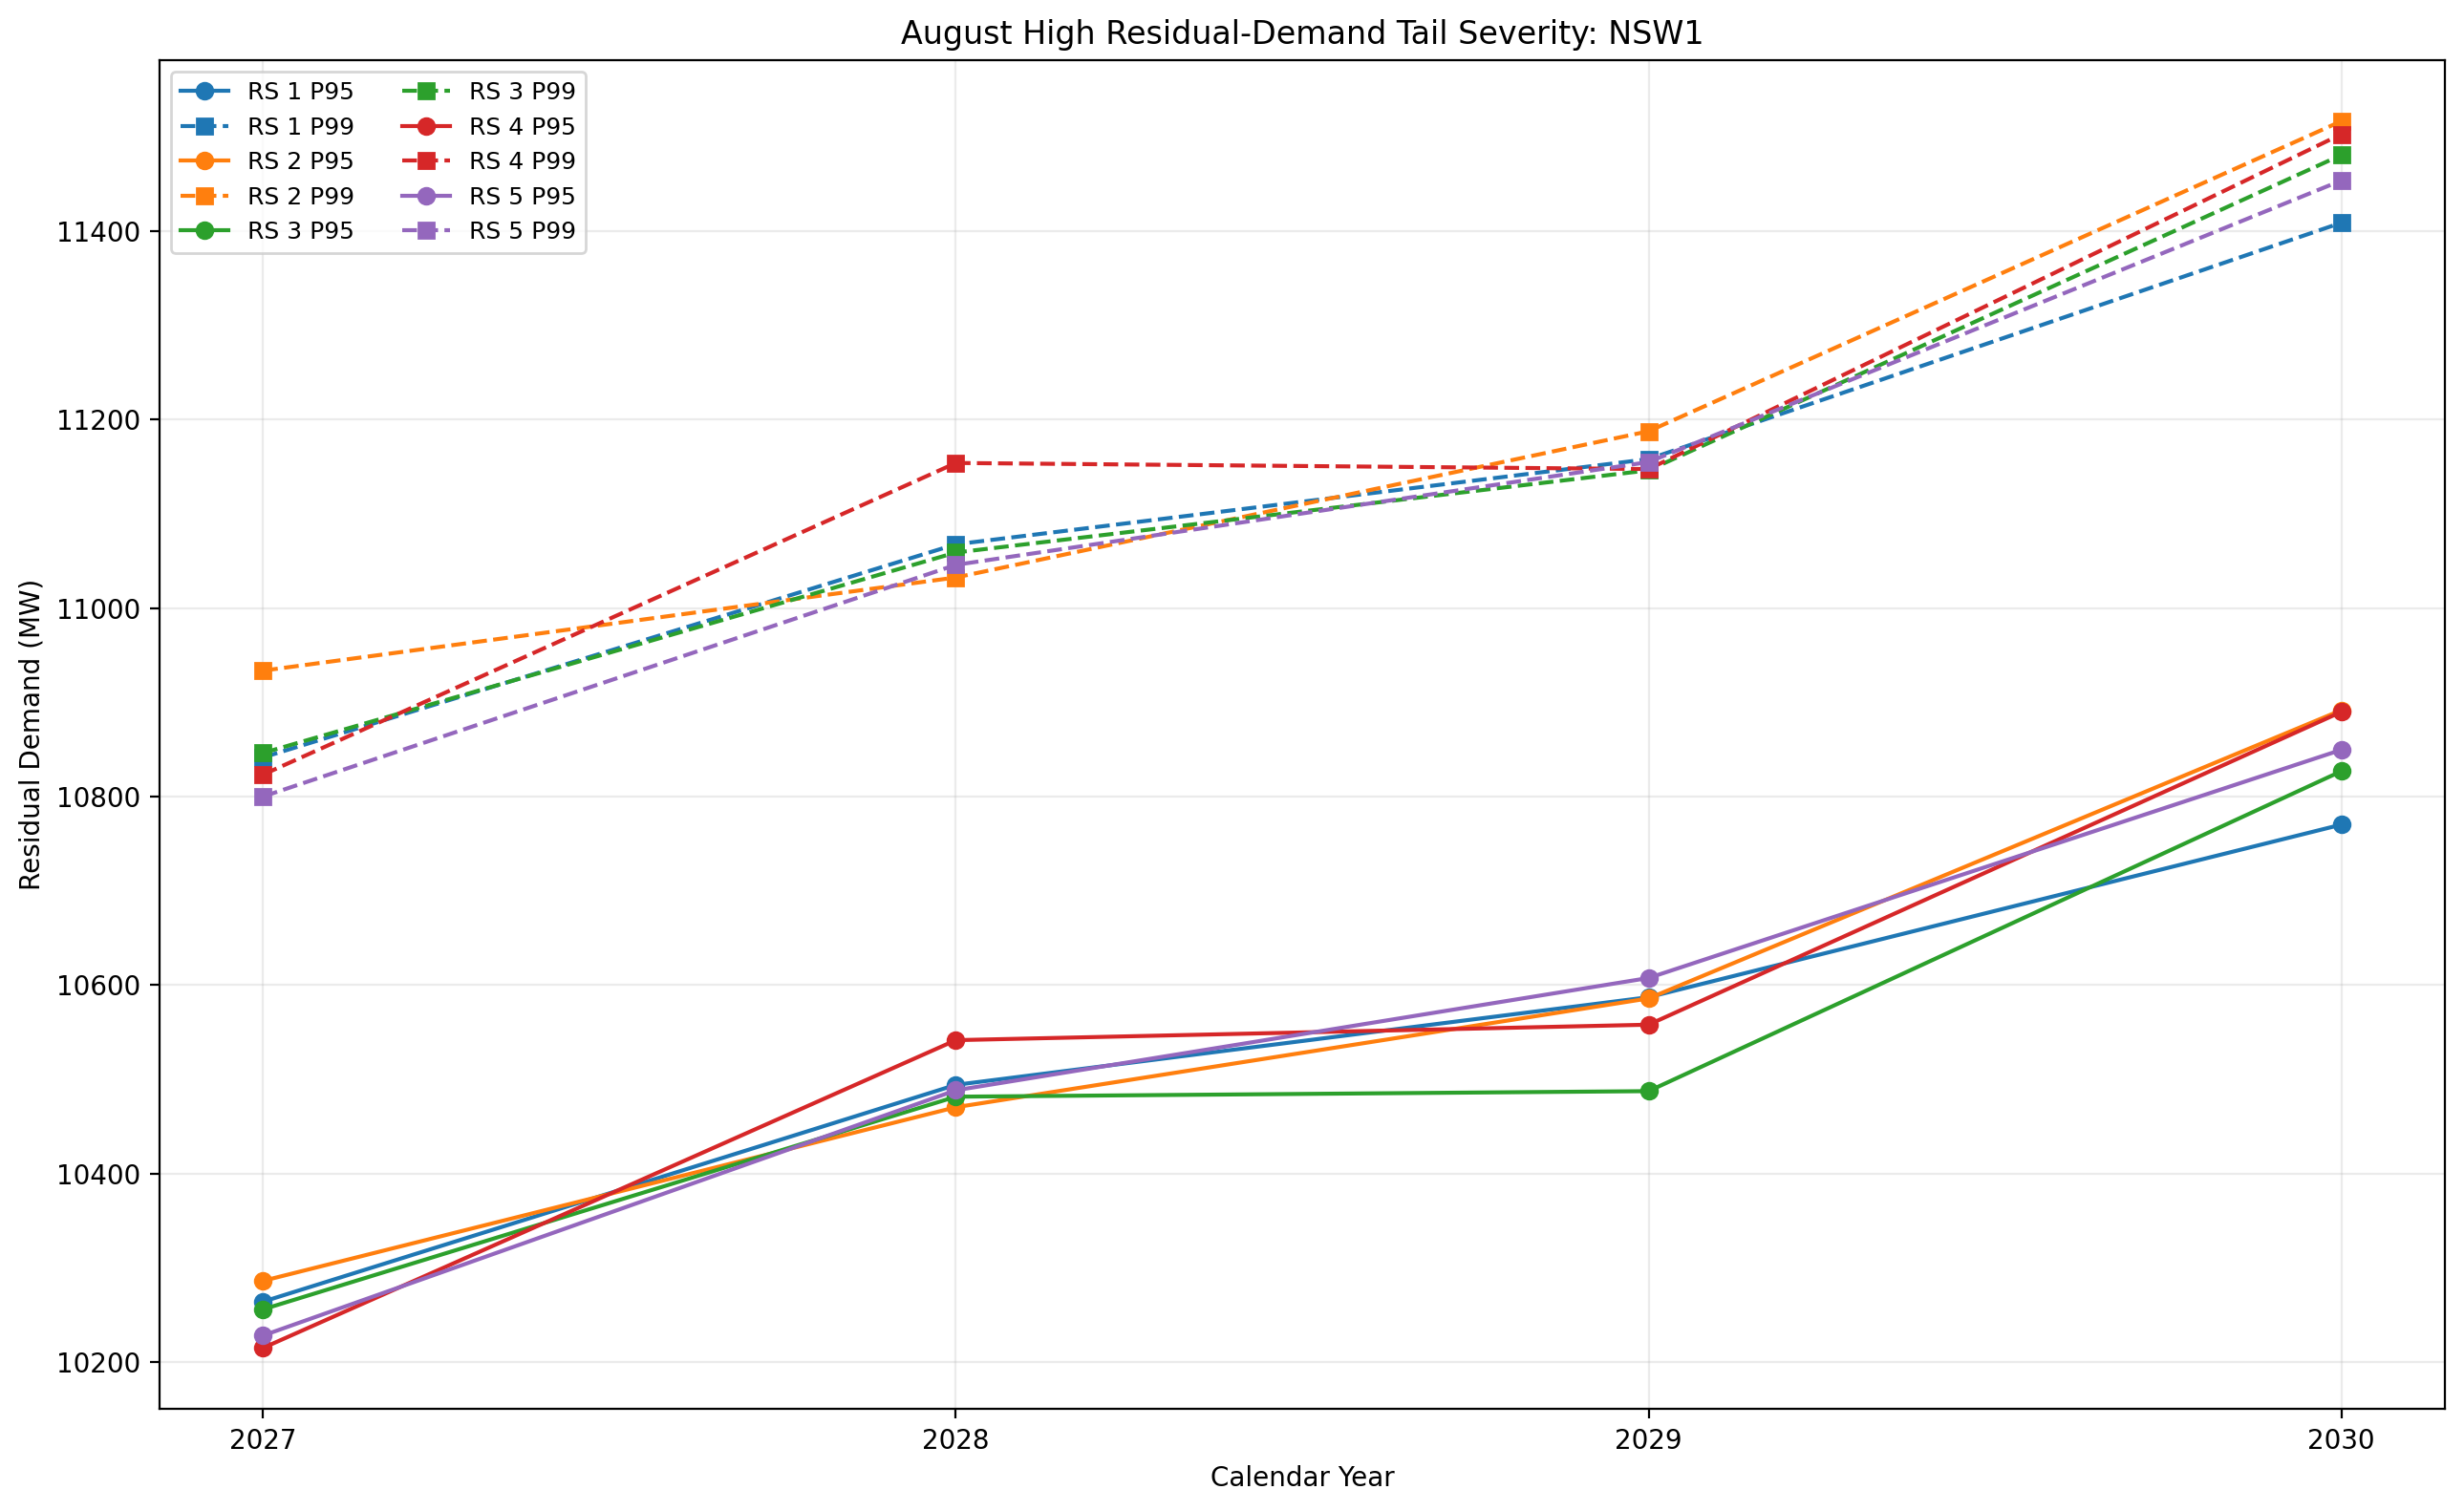 August High Residual-Demand Tail Severity: NSW1
RS 1 P95
RS 1 P99
RS 2 P95
RS 2 P99
RS 3 P95
RS 3 P99
RS 4 P95
RS 4 P99
RS 5 P95
RS 5 P99
Residual Demand (MW)
11400
11200
11000
10800
10600
10400
10200
2027
2028
2029
2030
Calendar Year